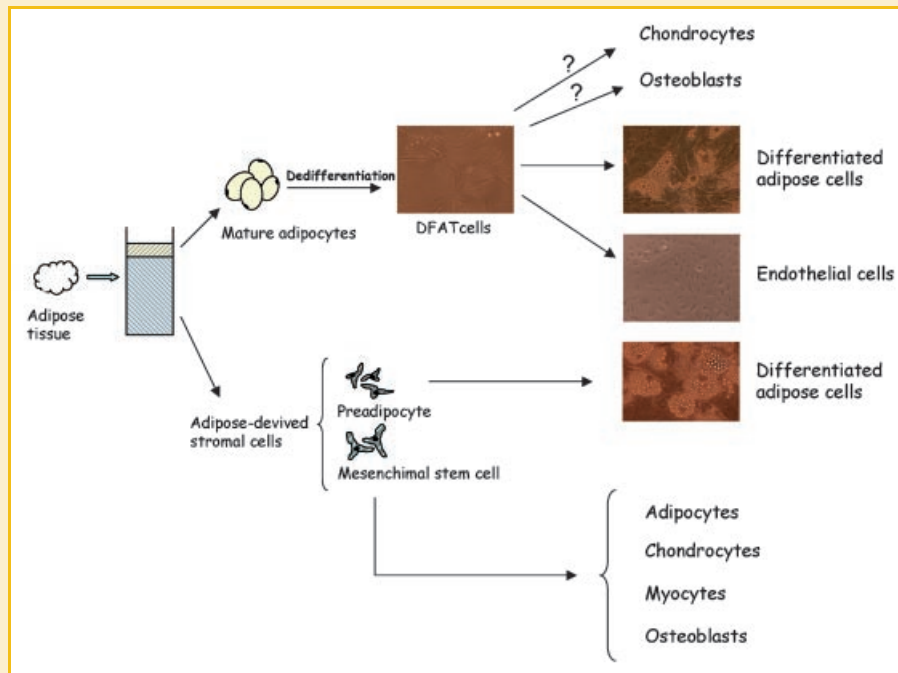 Chondrocytes
?
Osteoblasts
?
Dedifferentiation
Differentiated
adipose cells
Mature adipocytes
DFATcells
Endothelial cells
Adipose
tissue
Differentiated
adipose cells
Adipose-devived
stromal cells
Preadipocyte
Mesenchimal stem cell
Adipocytes
Chondrocytes
Myocytes
Osteoblasts